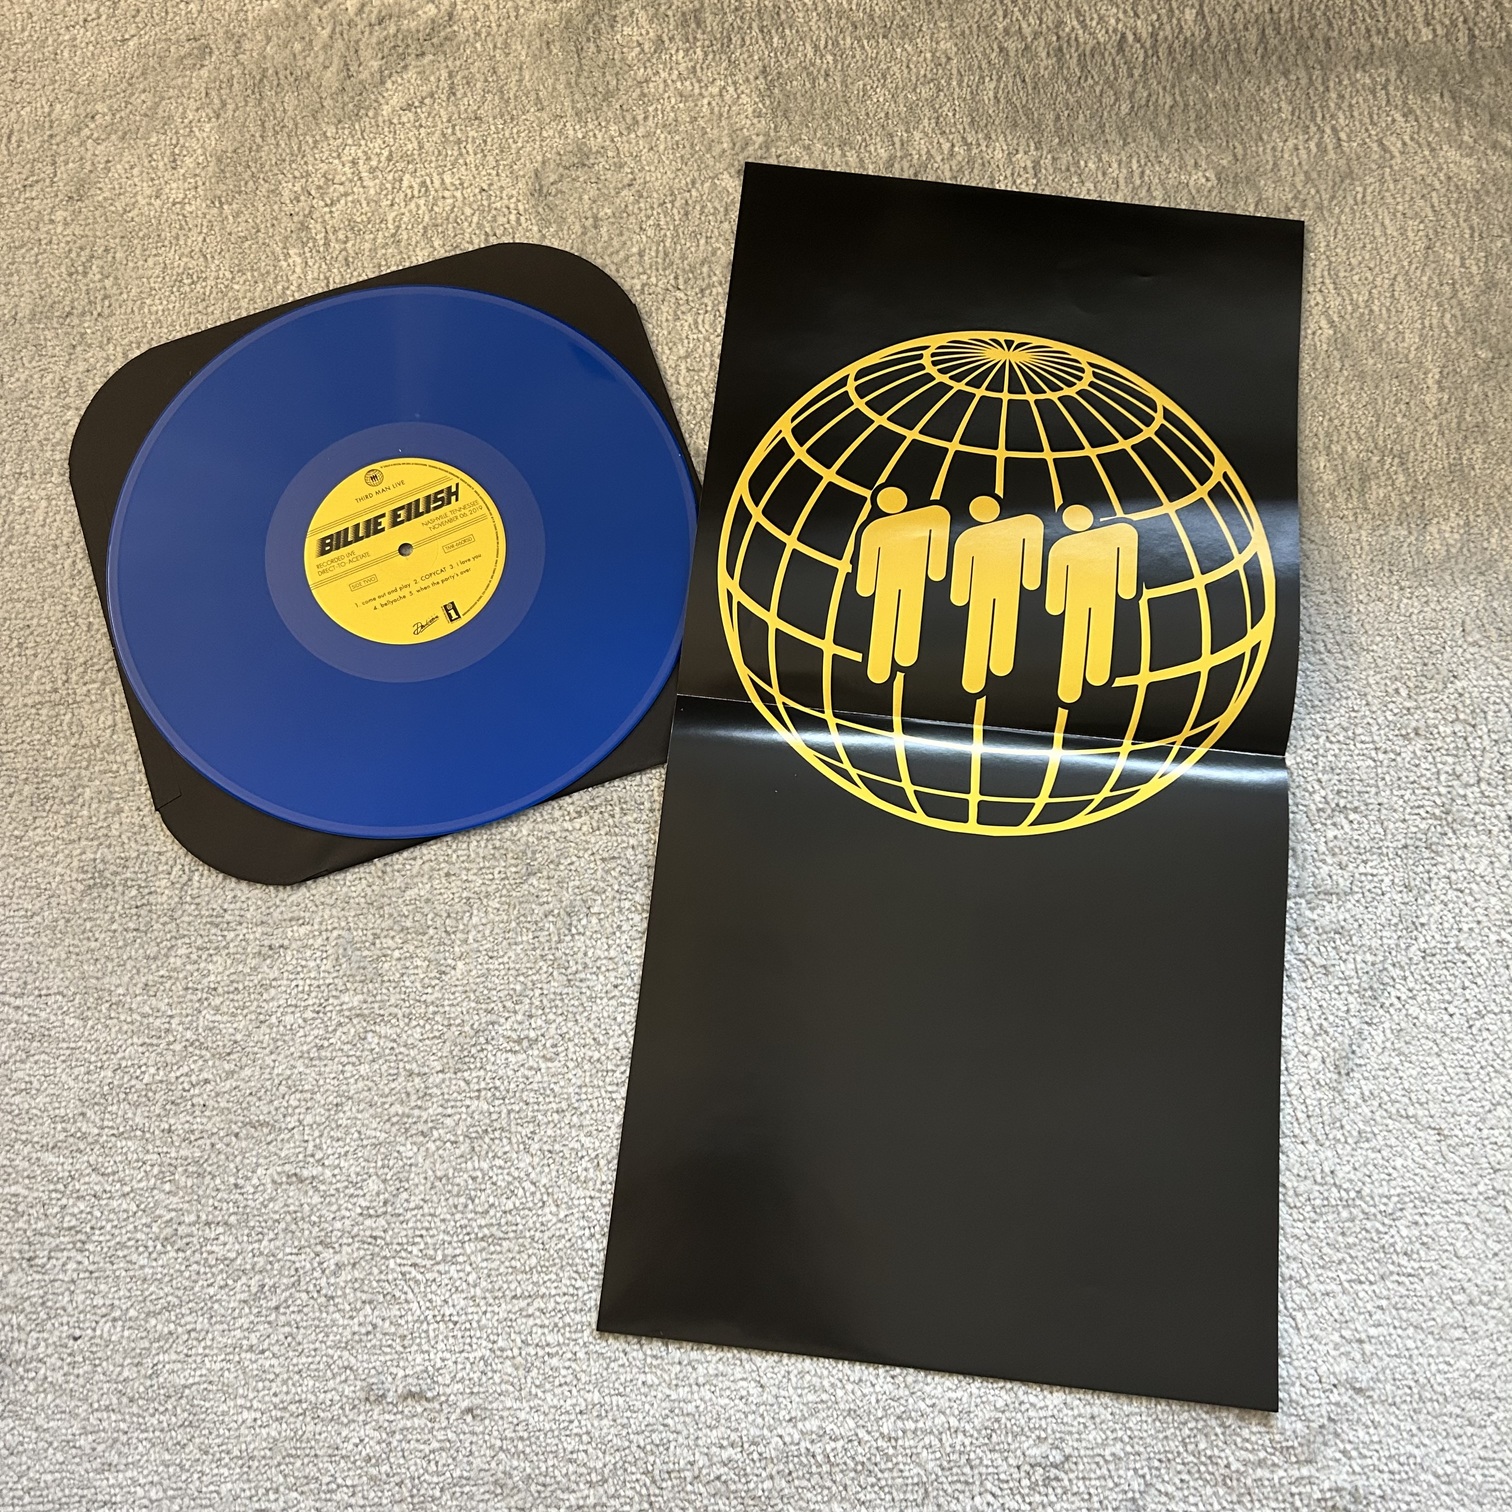 THIRD MAN LIVE
BILLIE EILISH
NASHVILLE, TENNESSEE
NOVEMBER 06, 2019
RECORDED LIVE
DIRECT-TO-ACETATE
SIDE TWO
1. come out and play 2. COPYCAT 3. i love you
4. bellyache 5. when the party's over